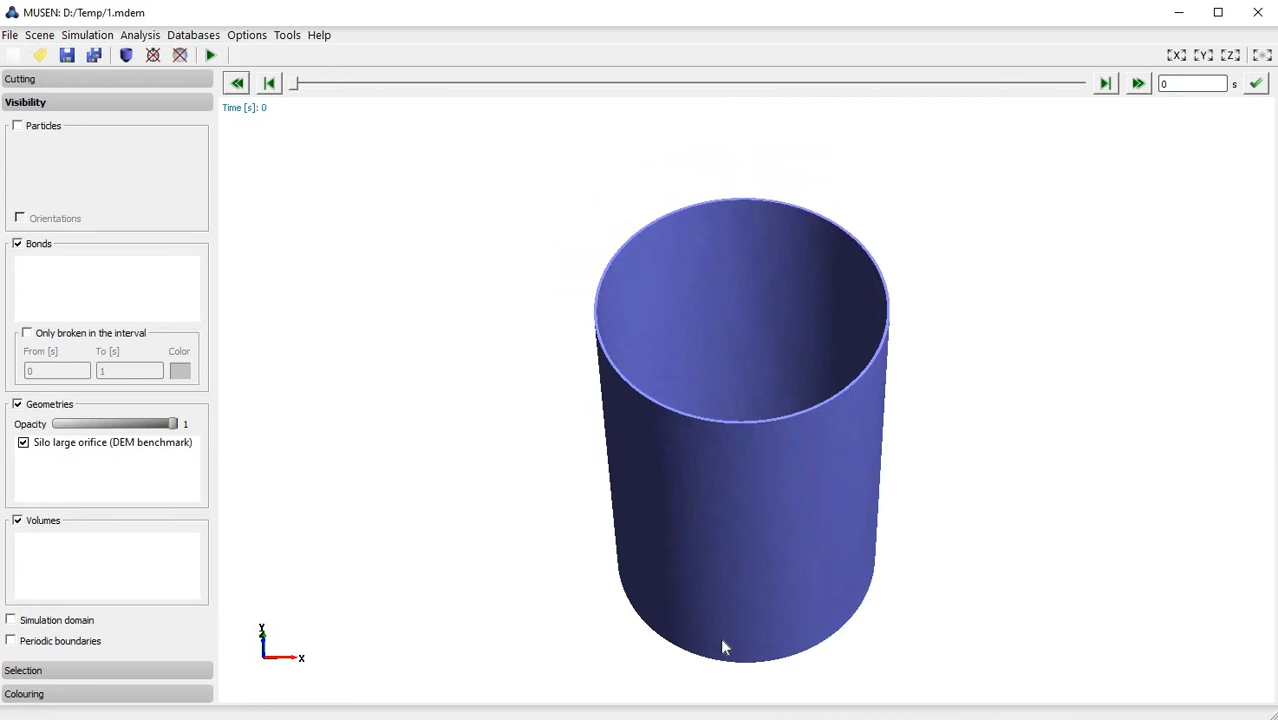 MUSEN: D:/Temp/1.mdem
File Scene Simulation Analysis Databases Options Tools Help
[X] [Y] [Z]
Cutting
Visibility
Particles
Orientations
Bonds
Only broken in the interval
From [s] To [s] Color
0 1
Geometries
Opacity 1
Silo large orifice (DEM benchmark)
Volumes
Simulation domain
Periodic boundaries
Selection
Colouring
0 s
Time [s]: 0
Y
x